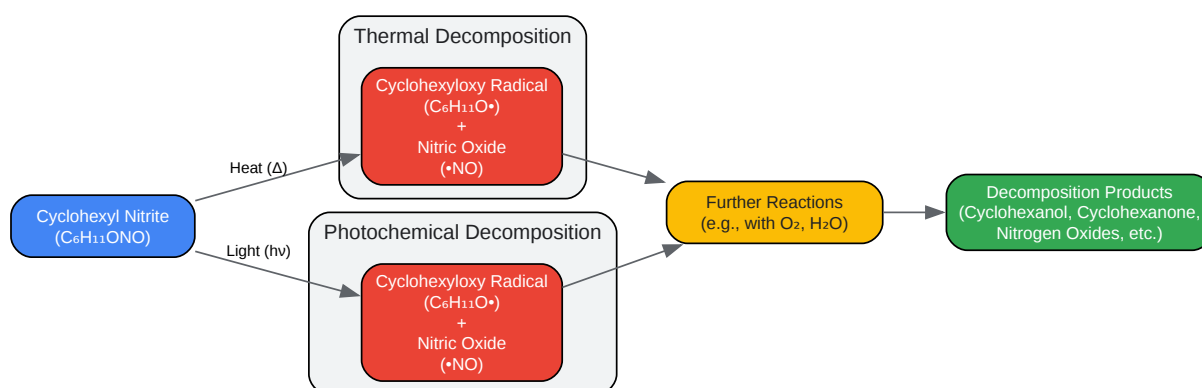 Thermal Decomposition
Cyclohexyloxy Radical
(C₆H₁₁O•)
+
Nitric Oxide
(•NO)
Heat (Δ)
Cyclohexyl Nitrite
(C₆H₁₁ONO)
Light (hν)
Photochemical Decomposition
Cyclohexyloxy Radical
(C₆H₁₁O•)
+
Nitric Oxide
(•NO)
Further Reactions
(e.g., with O₂, H₂O)
Decomposition Products
(Cyclohexanol, Cyclohexanone,
Nitrogen Oxides, etc.)